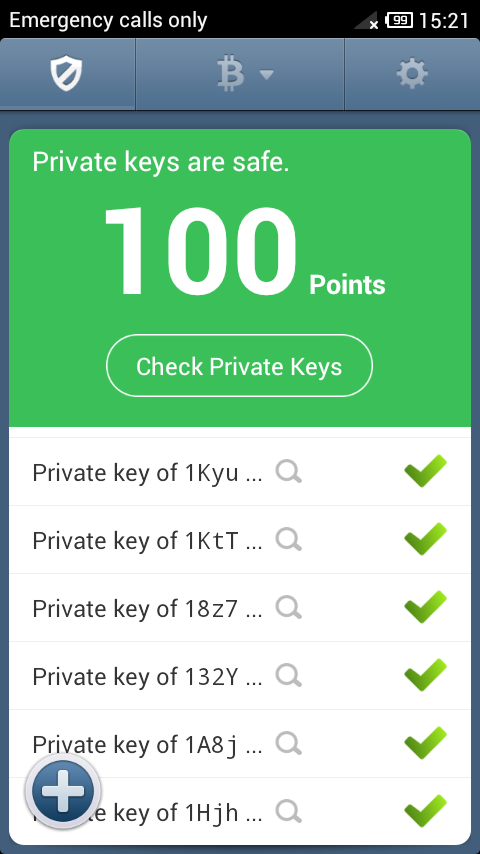 Emergency calls only 99 15:21
Private keys are safe.
100 Points
Check Private Keys
Private key of 1Kyu ...
Private key of 1KtT ...
Private key of 18z7 ...
Private key of 132Y ...
Private key of 1A8j ...
Private key of 1Hjh ...